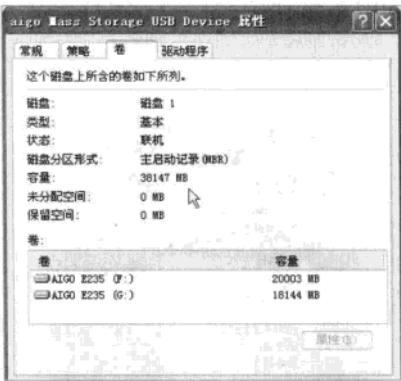 aigo Mass Storage USB Device 属性
常规 策略 卷 驱动程序
这个磁盘上所含的卷如下所列。
磁盘: 磁盘 1
类型: 基本
状态: 联机
磁盘分区形式: 主启动记录(MBR)
容量: 38147 MB
未分配空间: 0 MB
保留空间: 0 MB
卷:
卷 容量
AIGO E235 (F:) 20003 MB
AIGO E235 (G:) 18144 MB
属性(P)